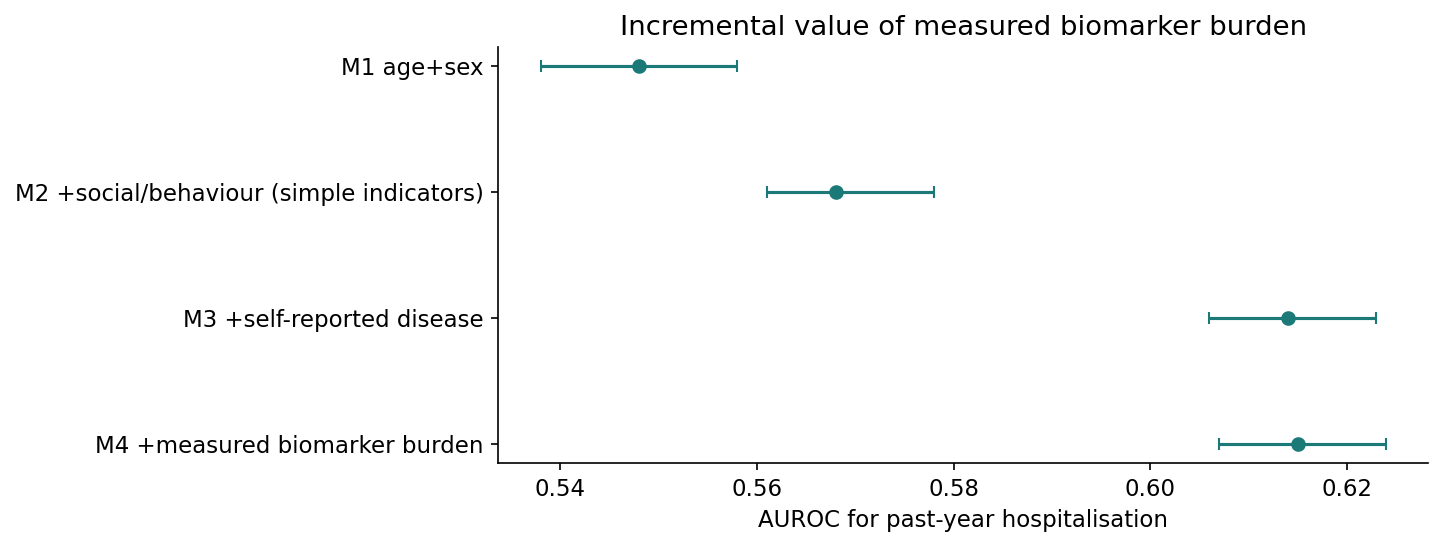 Incremental value of measured biomarker burden
M1 age+sex
M2 +social/behaviour (simple indicators)
M3 +self-reported disease
M4 +measured biomarker burden
0.54 0.56 0.58 0.60 0.62
AUROC for past-year hospitalisation